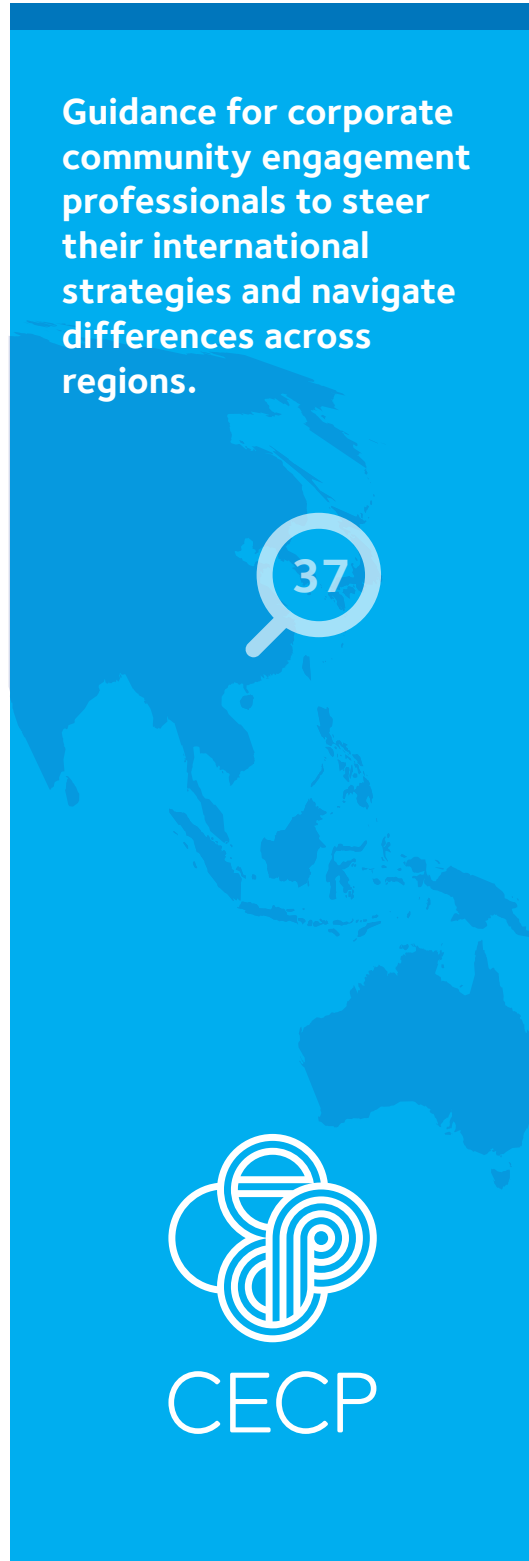 Guidance for corporate
community engagement
professionals to steer
their international
strategies and navigate
differences across
regions.
37
CECP